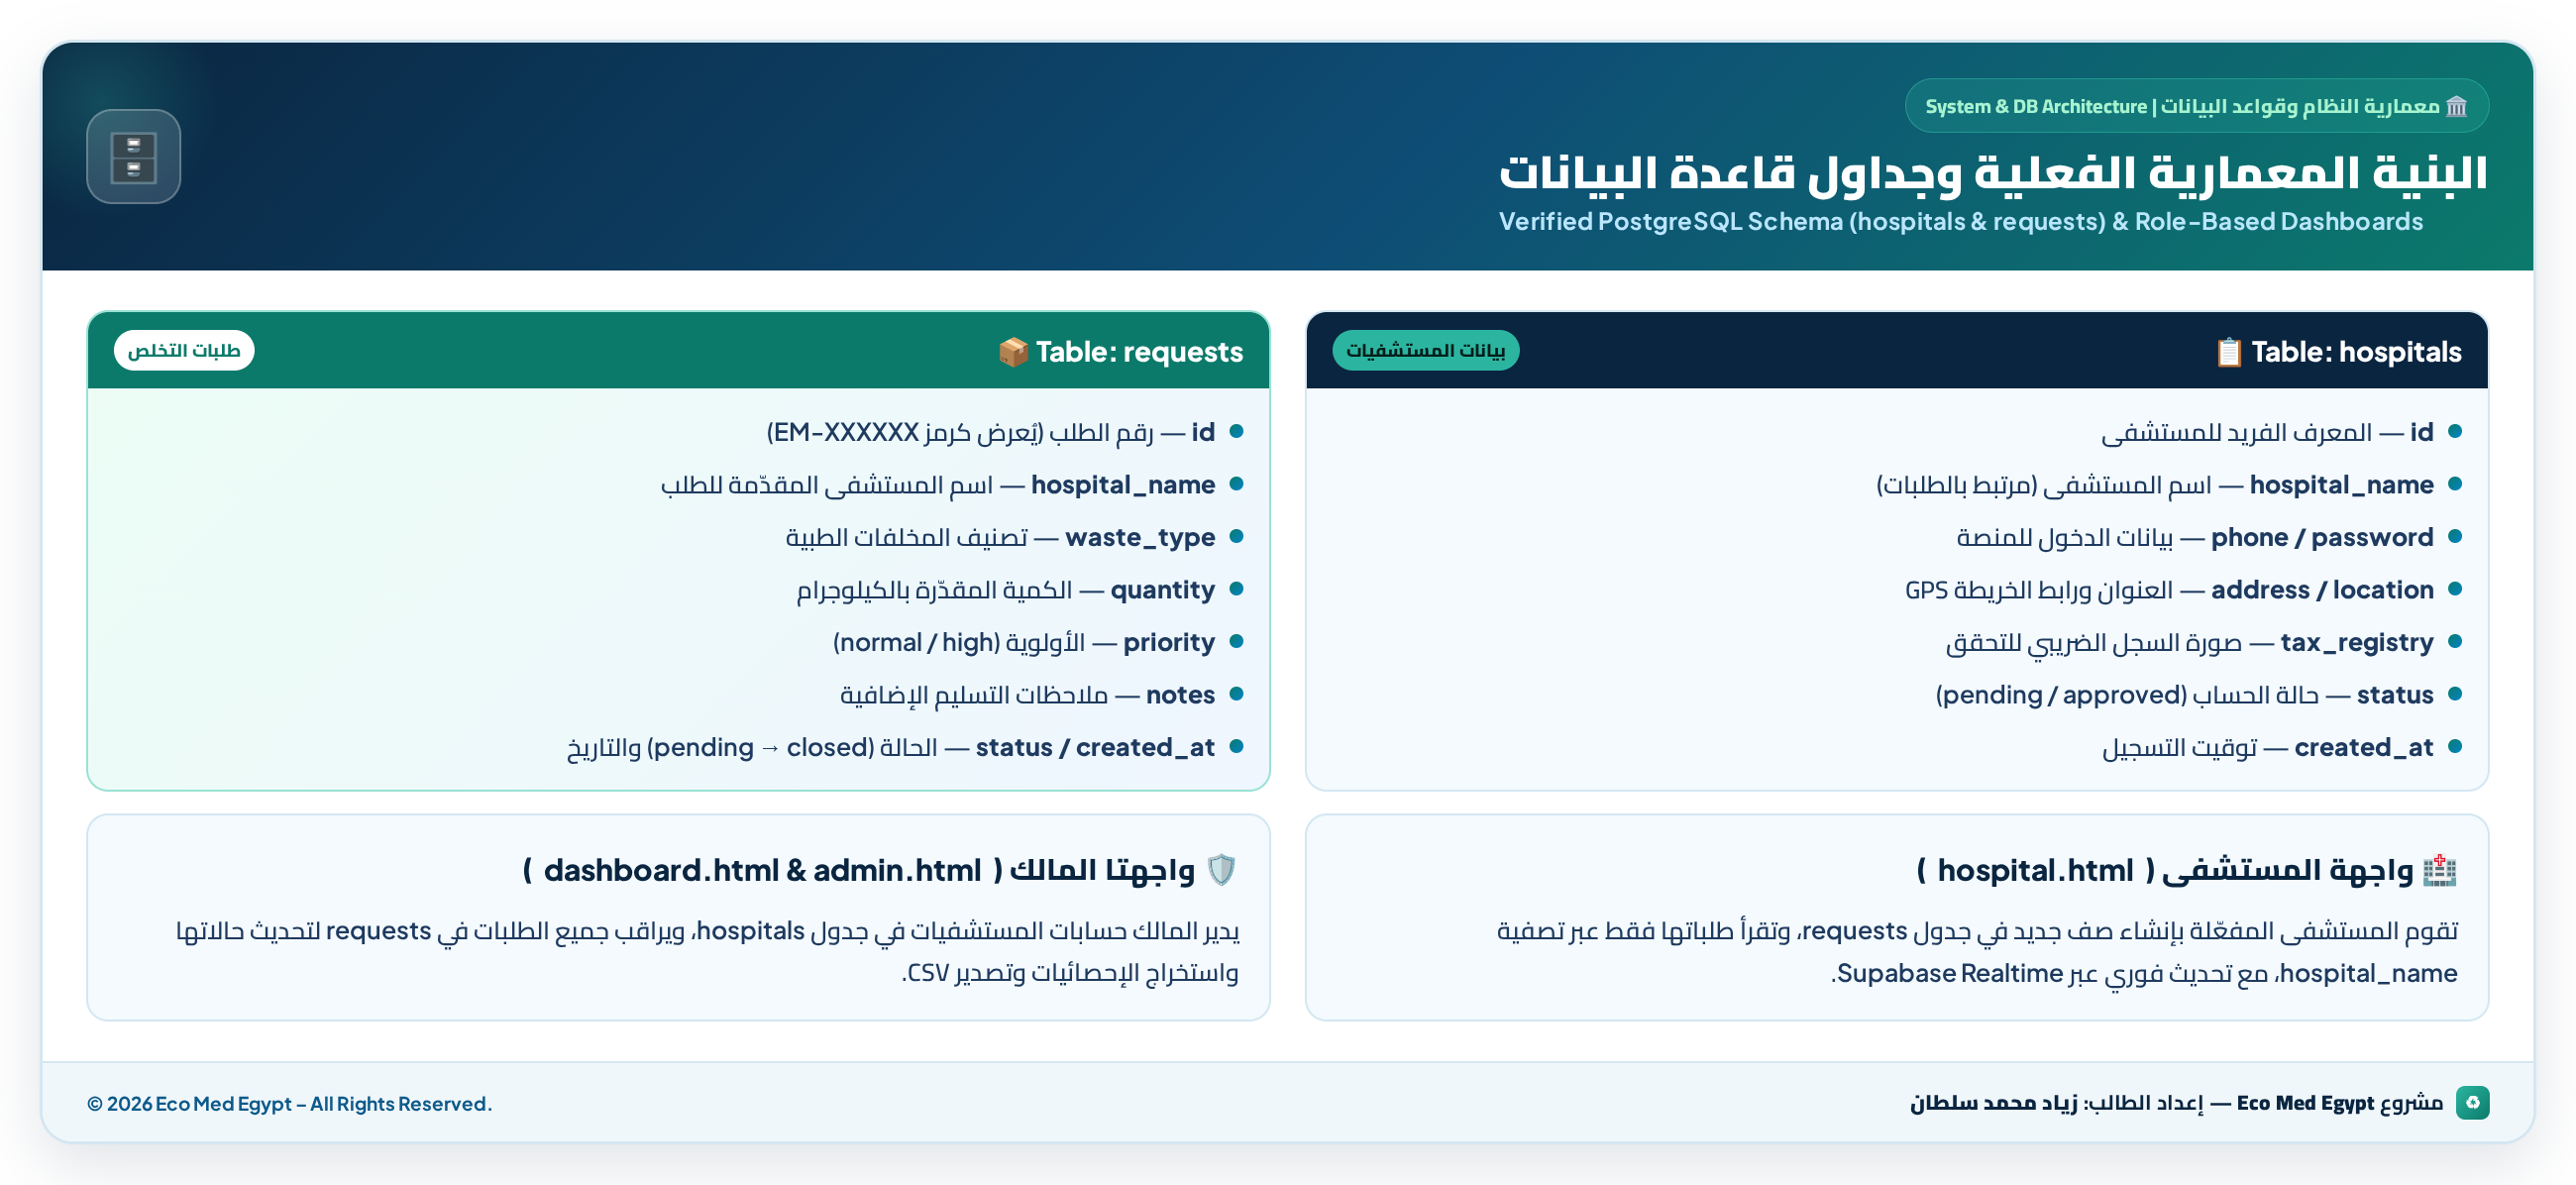 🏛️ معمارية النظام وقواعد البيانات | System & DB Architecture
البنية المعمارية الفعلية وجداول قاعدة البيانات
Verified PostgreSQL Schema (hospitals & requests) & Role-Based Dashboards
📋 Table: hospitals
بيانات المستشفيات
id — المعرف الفريد للمستشفى
hospital_name — اسم المستشفى (مرتبط بالطلبات)
phone / password — بيانات الدخول للمنصة
address / location — العنوان ورابط الخريطة GPS
tax_registry — صورة السجل الضريبي للتحقق
status — حالة الحساب (pending / approved)
created_at — توقيت التسجيل
📦 Table: requests
طلبات التخلص
id — رقم الطلب (يُعرض كرمز EM-XXXXXX)
hospital_name — اسم المستشفى المقدّمة للطلب
waste_type — تصنيف المخلفات الطبية
quantity — الكمية المقدّرة بالكيلوجرام
priority — الأولوية (normal / high)
notes — ملاحظات التسليم الإضافية
status / created_at — الحالة (pending → closed) والتاريخ
🏥 واجهة المستشفى ( hospital.html )
تقوم المستشفى المفعّلة بإنشاء صف جديد في جدول requests، وتقرأ طلباتها فقط عبر تصفية
hospital_name، مع تحديث فوري عبر Supabase Realtime.
🛡️ واجهتا المالك ( dashboard.html & admin.html )
يدير المالك حسابات المستشفيات في جدول hospitals، ويراقب جميع الطلبات في requests لتحديث حالاتها
واستخراج الإحصائيات وتصدير CSV.
♻ مشروع Eco Med Egypt — إعداد الطالب: زياد محمد سلطان
© 2026 Eco Med Egypt – All Rights Reserved.